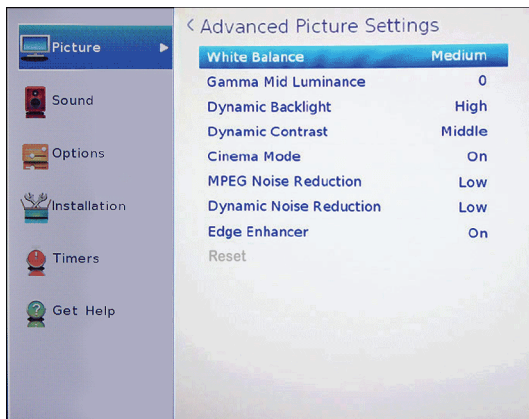 Picture
Sound
Options
Installation
Timers
Get Help
< Advanced Picture Settings
White Balance Medium
Gamma Mid Luminance 0
Dynamic Backlight High
Dynamic Contrast Middle
Cinema Mode On
MPEG Noise Reduction Low
Dynamic Noise Reduction Low
Edge Enhancer On
Reset